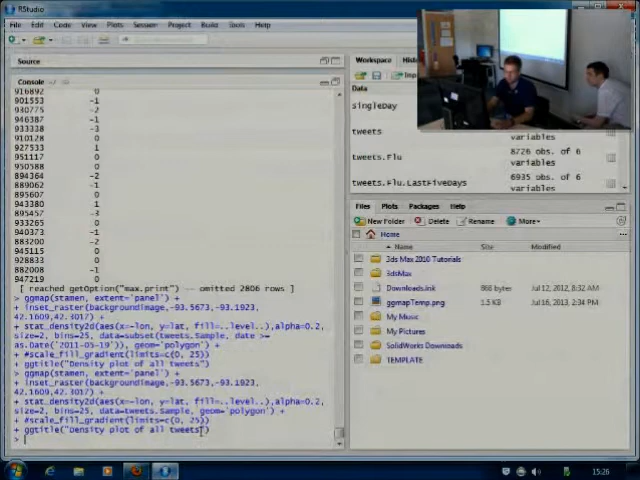 RStudio
File Edit Code View Plots Session Project Build Tools Help
Source
Console
916892 0
901553 -1
930775 -2
946387 -1
933338 -3
910128 0
927533 1
951117 0
950588 0
894364 -2
889062 -1
895607 0
943380 1
895457 -3
933265 0
940373 -1
883200 -2
945115 0
928833 0
882008 -1
947219 0
[ reached getOption("max.print") -- omitted 2806 rows ]
> ggmap(stamen, extent='panel') +
+ inset_raster(backgroundimage,-93.5673,-93.1923,
42.1609,42.3017) +
+ stat_density2d(aes(x=-lon, y=lat, fill=..level..),alpha=0.2,
size=2, bins=25, data=subset(tweets.Sample, date >=
as.Date('2011-05-19')), geom='polygon') +
+ #scale_fill_gradient(limits=c(0, 25))
+ ggtitle("Density plot of all tweets")
> ggmap(stamen, extent='panel') +
+ inset_raster(backgroundimage,-93.5673,-93.1923,
42.1609,42.3017) +
+ stat_density2d(aes(x=-lon, y=lat, fill=..level..),alpha=0.2,
size=2, bins=25, data=tweets.Sample, geom='polygon') +
+ #scale_fill_gradient(limits=c(0, 25))
+ ggtitle("Density plot of all tweets")
>
Workspace
Data
singleDay
tweets
variables
tweets.Flu
8726 obs. of 6
variables
tweets.Flu.LastFiveDays
6935 obs. of 6
variables
Files Plots Packages Help
New Folder Delete Rename More
Home
Name Size Modified
3ds Max 2010 Tutorials
3dsMax
Downloads.lnk 866 bytes Jul 12, 2012, 8:32 AM
ggmapTemp.png 1.5 KB Jul 16, 2013, 2:34 PM
My Music
My Pictures
SolidWorks Downloads
TEMPLATE
15:26